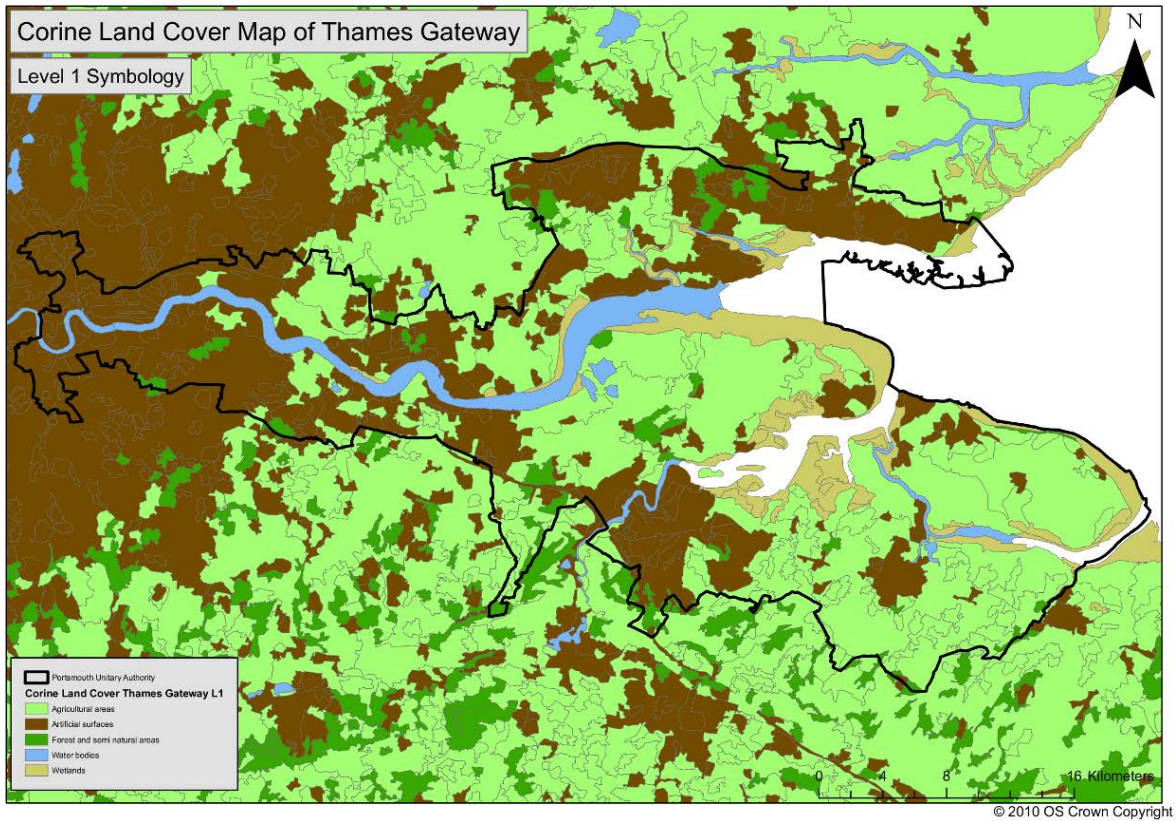 Corine Land Cover Map of Thames Gateway
Level 1 Symbology
N
Portsmouth Unitary Authority
Corine Land Cover Thames Gateway L1
Agricultural areas
Artificial surfaces
Forest and semi natural areas
Water bodies
Wetlands
0 4 8 16 Kilometers
© 2010 OS Crown Copyright